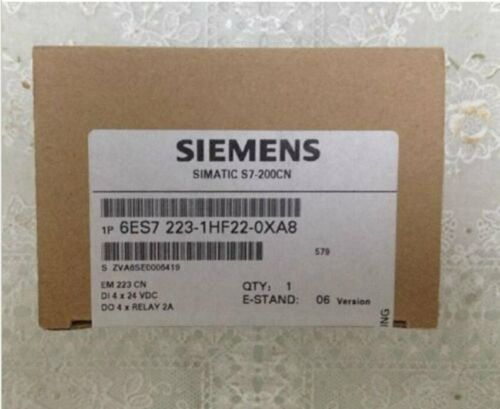 SIEMENS
SIMATIC S7-200CN
1P 6ES7 223-1HF22-0XA8
579
S ZVA6SE0006419
EM 223 CN
DI 4 x 24 VDC
DO 4 x RELAY 2A
QTY: 1
E-STAND: 06 Version
NG